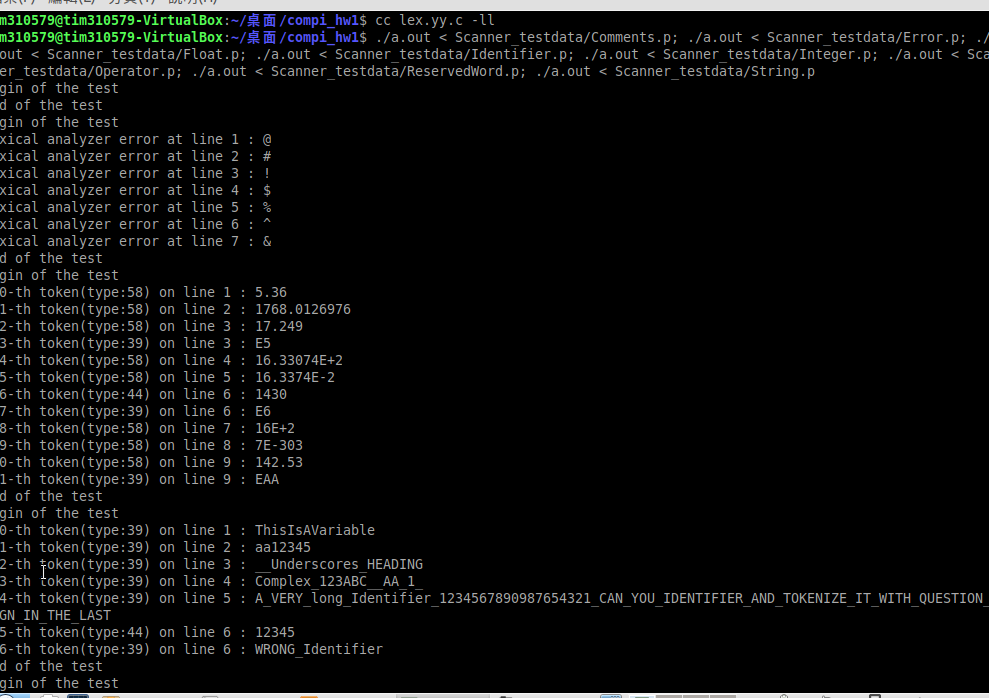 m310579@tim310579-VirtualBox:~/桌面/compi_hw1$ cc lex.yy.c -ll
m310579@tim310579-VirtualBox:~/桌面/compi_hw1$ ./a.out < Scanner_testdata/Comments.p; ./a.out < Scanner_testdata/Error.p; ./
out < Scanner_testdata/Float.p; ./a.out < Scanner_testdata/Identifier.p; ./a.out < Scanner_testdata/Integer.p; ./a.out < Sca
er_testdata/Operator.p; ./a.out < Scanner_testdata/ReservedWord.p; ./a.out < Scanner_testdata/String.p
gin of the test
d of the test
gin of the test
xical analyzer error at line 1 : @
xical analyzer error at line 2 : #
xical analyzer error at line 3 : !
xical analyzer error at line 4 : $
xical analyzer error at line 5 : %
xical analyzer error at line 6 : ^
xical analyzer error at line 7 : &
d of the test
gin of the test
0-th token(type:58) on line 1 : 5.36
1-th token(type:58) on line 2 : 1768.0126976
2-th token(type:58) on line 3 : 17.249
3-th token(type:39) on line 3 : E5
4-th token(type:58) on line 4 : 16.33074E+2
5-th token(type:58) on line 5 : 16.3374E-2
6-th token(type:44) on line 6 : 1430
7-th token(type:39) on line 6 : E6
8-th token(type:58) on line 7 : 16E+2
9-th token(type:58) on line 8 : 7E-303
0-th token(type:58) on line 9 : 142.53
1-th token(type:39) on line 9 : EAA
d of the test
gin of the test
0-th token(type:39) on line 1 : ThisIsAVariable
1-th token(type:39) on line 2 : aa12345
2-th token(type:39) on line 3 : __Underscores_HEADING
3-th token(type:39) on line 4 : Complex_123ABC__AA_1_
4-th token(type:39) on line 5 : A_VERY_long_Identifier_1234567890987654321_CAN_YOU_IDENTIFIER_AND_TOKENIZE_IT_WITH_QUESTION_
GN_IN_THE_LAST
5-th token(type:44) on line 6 : 12345
6-th token(type:39) on line 6 : WRONG_Identifier
d of the test
gin of the test